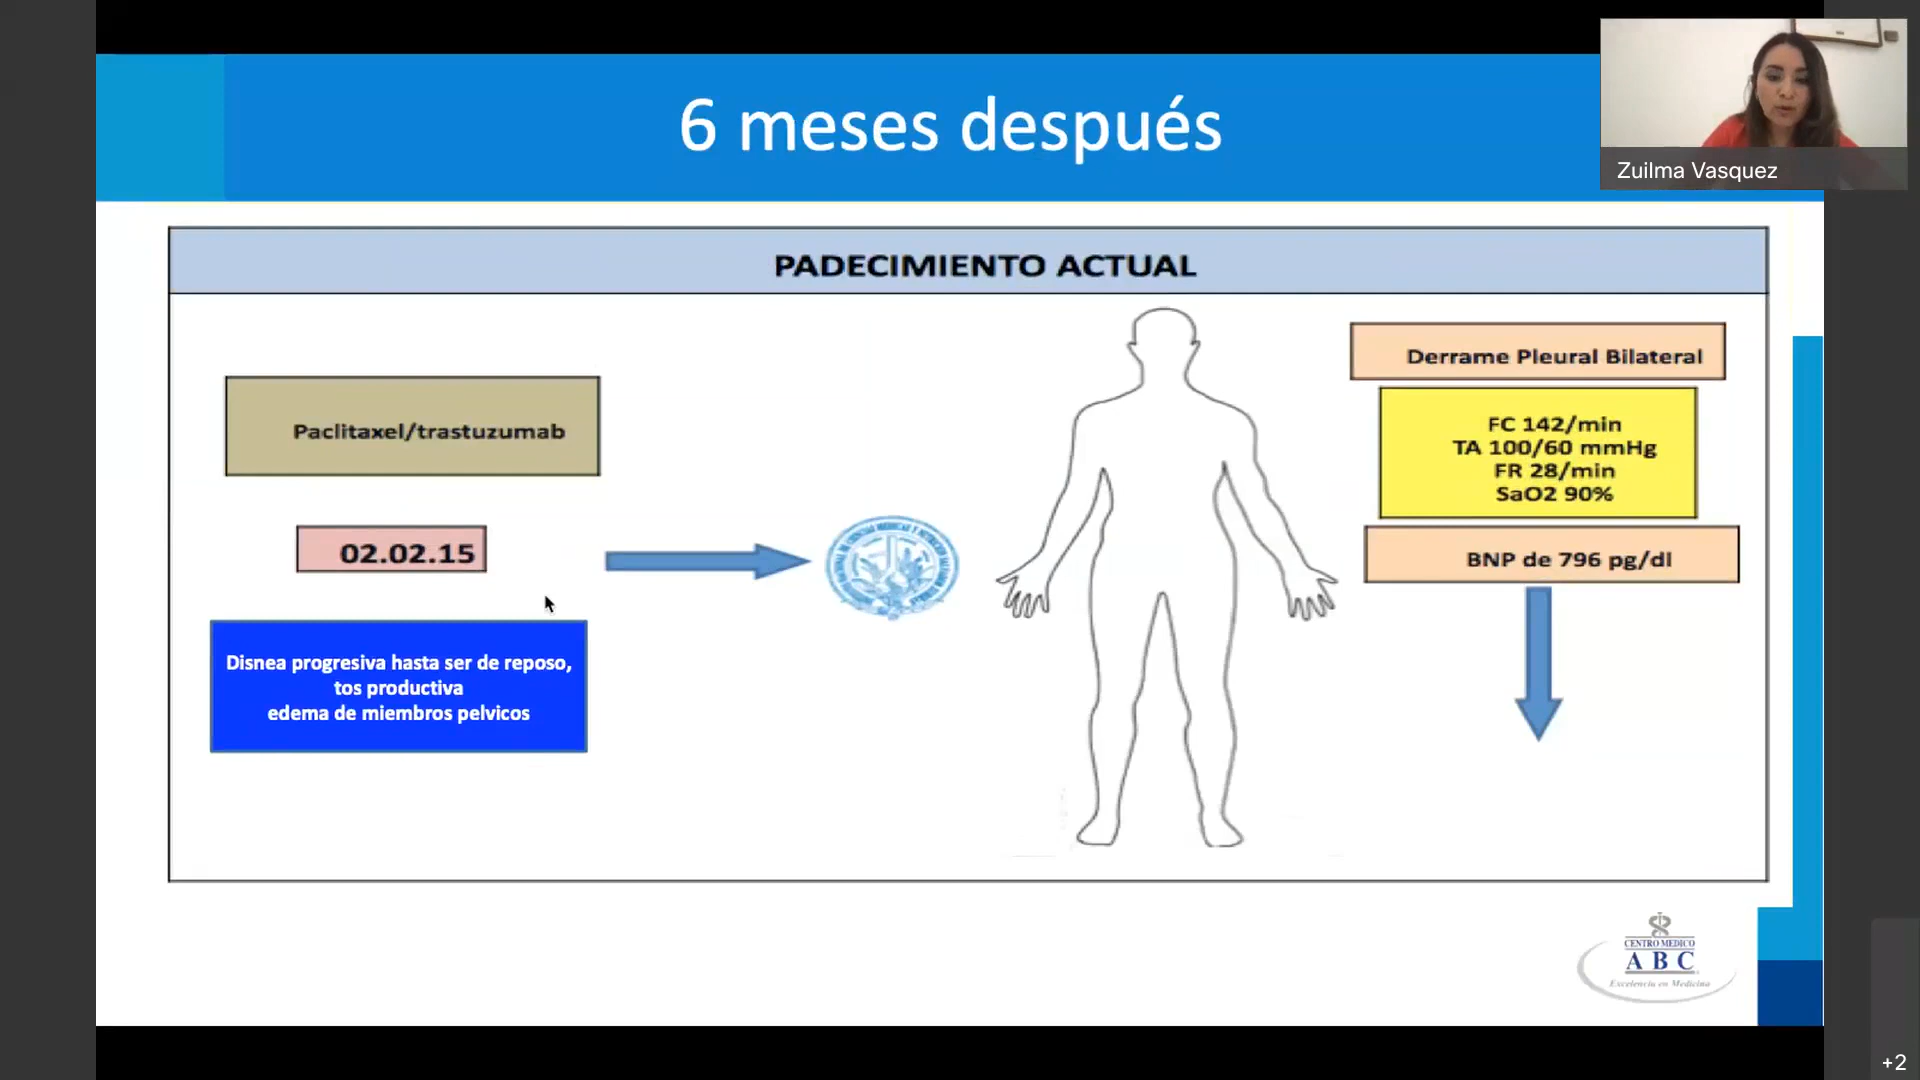 6 meses después
Zuilma Vasquez
PADECIMIENTO ACTUAL
Paclitaxel/trastuzumab
02.02.15
Disnea progresiva hasta ser de reposo,
tos productiva
edema de miembros pelvicos
Derrame Pleural Bilateral
FC 142/min
TA 100/60 mmHg
FR 28/min
SaO2 90%
BNP de 796 pg/dl
CENTRO MEDICO
A B C
Excelencia en Medicina
+2